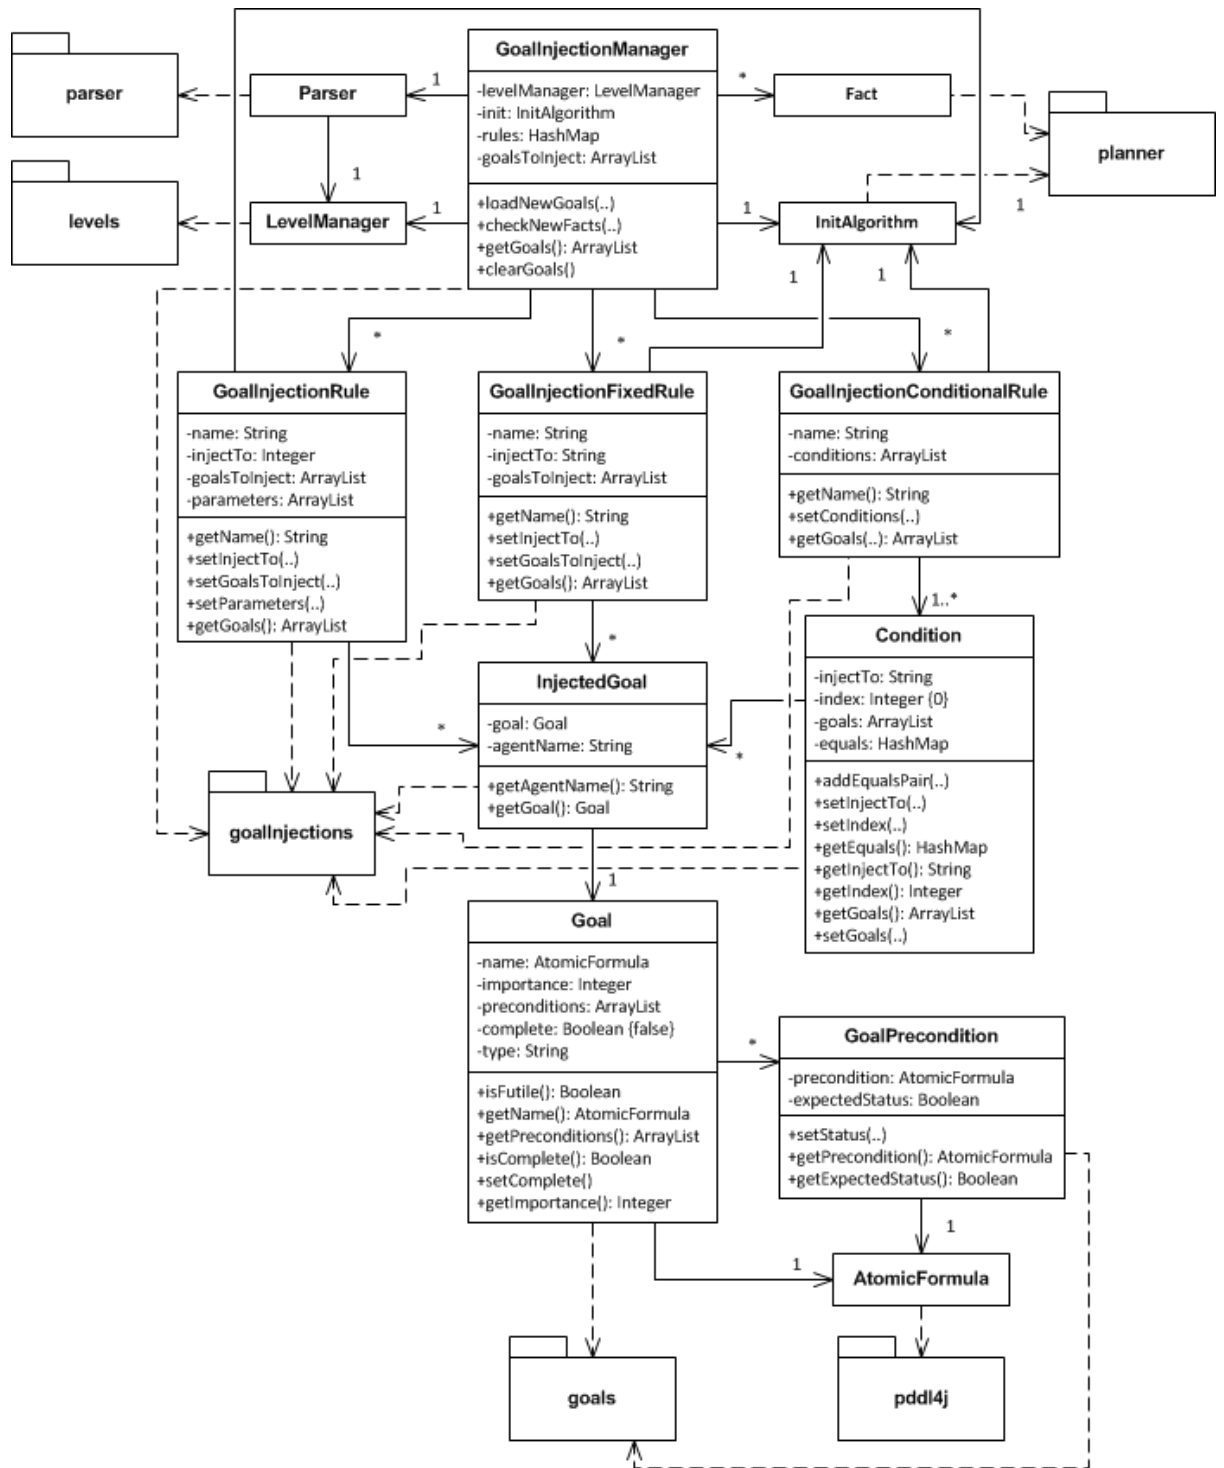 GoalInjectionManager
-levelManager: LevelManager
-init: InitAlgorithm
-rules: HashMap
-goalsToInject: ArrayList
+loadNewGoals(..)
+checkNewFacts(..)
+getGoals(): ArrayList
+clearGoals()
parser
Parser
1
*
Fact
planner
levels
LevelManager
1
1
1
InitAlgorithm
1
1
1
*
*
*
GoalInjectionRule
-name: String
-injectTo: Integer
-goalsToInject: ArrayList
-parameters: ArrayList
+getName(): String
+setInjectTo(..)
+setGoalsToInject(..)
+setParameters(..)
+getGoals(): ArrayList
GoalInjectionFixedRule
-name: String
-injectTo: String
-goalsToInject: ArrayList
+getName(): String
+setInjectTo(..)
+setGoalsToInject(..)
+getGoals(): ArrayList
GoalInjectionConditionalRule
-name: String
-conditions: ArrayList
+getName(): String
+setConditions(..)
+getGoals(..): ArrayList
1..*
*
InjectedGoal
-goal: Goal
-agentName: String
+getAgentName(): String
+getGoal(): Goal
*
*
Condition
-injectTo: String
-index: Integer {0}
-goals: ArrayList
-equals: HashMap
+addEqualsPair(..)
+setInjectTo(..)
+setIndex(..)
+getEquals(): HashMap
+getInjectTo(): String
+getIndex(): Integer
+getGoals(): ArrayList
+setGoals(..)
goalInjections
1
Goal
-name: AtomicFormula
-importance: Integer
-preconditions: ArrayList
-complete: Boolean {false}
-type: String
+isFutile(): Boolean
+getName(): AtomicFormula
+getPreconditions(): ArrayList
+isComplete(): Boolean
+setComplete()
+getImportance(): Integer
*
GoalPrecondition
-precondition: AtomicFormula
-expectedStatus: Boolean
+setStatus(..)
+getPrecondition(): AtomicFormula
+getExpectedStatus(): Boolean
1
1
AtomicFormula
goals
pddl4j